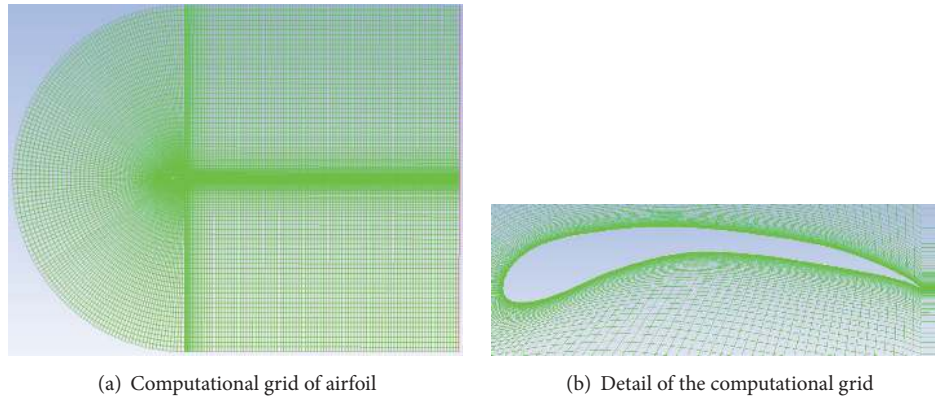 (a) Computational grid of airfoil
(b) Detail of the computational grid